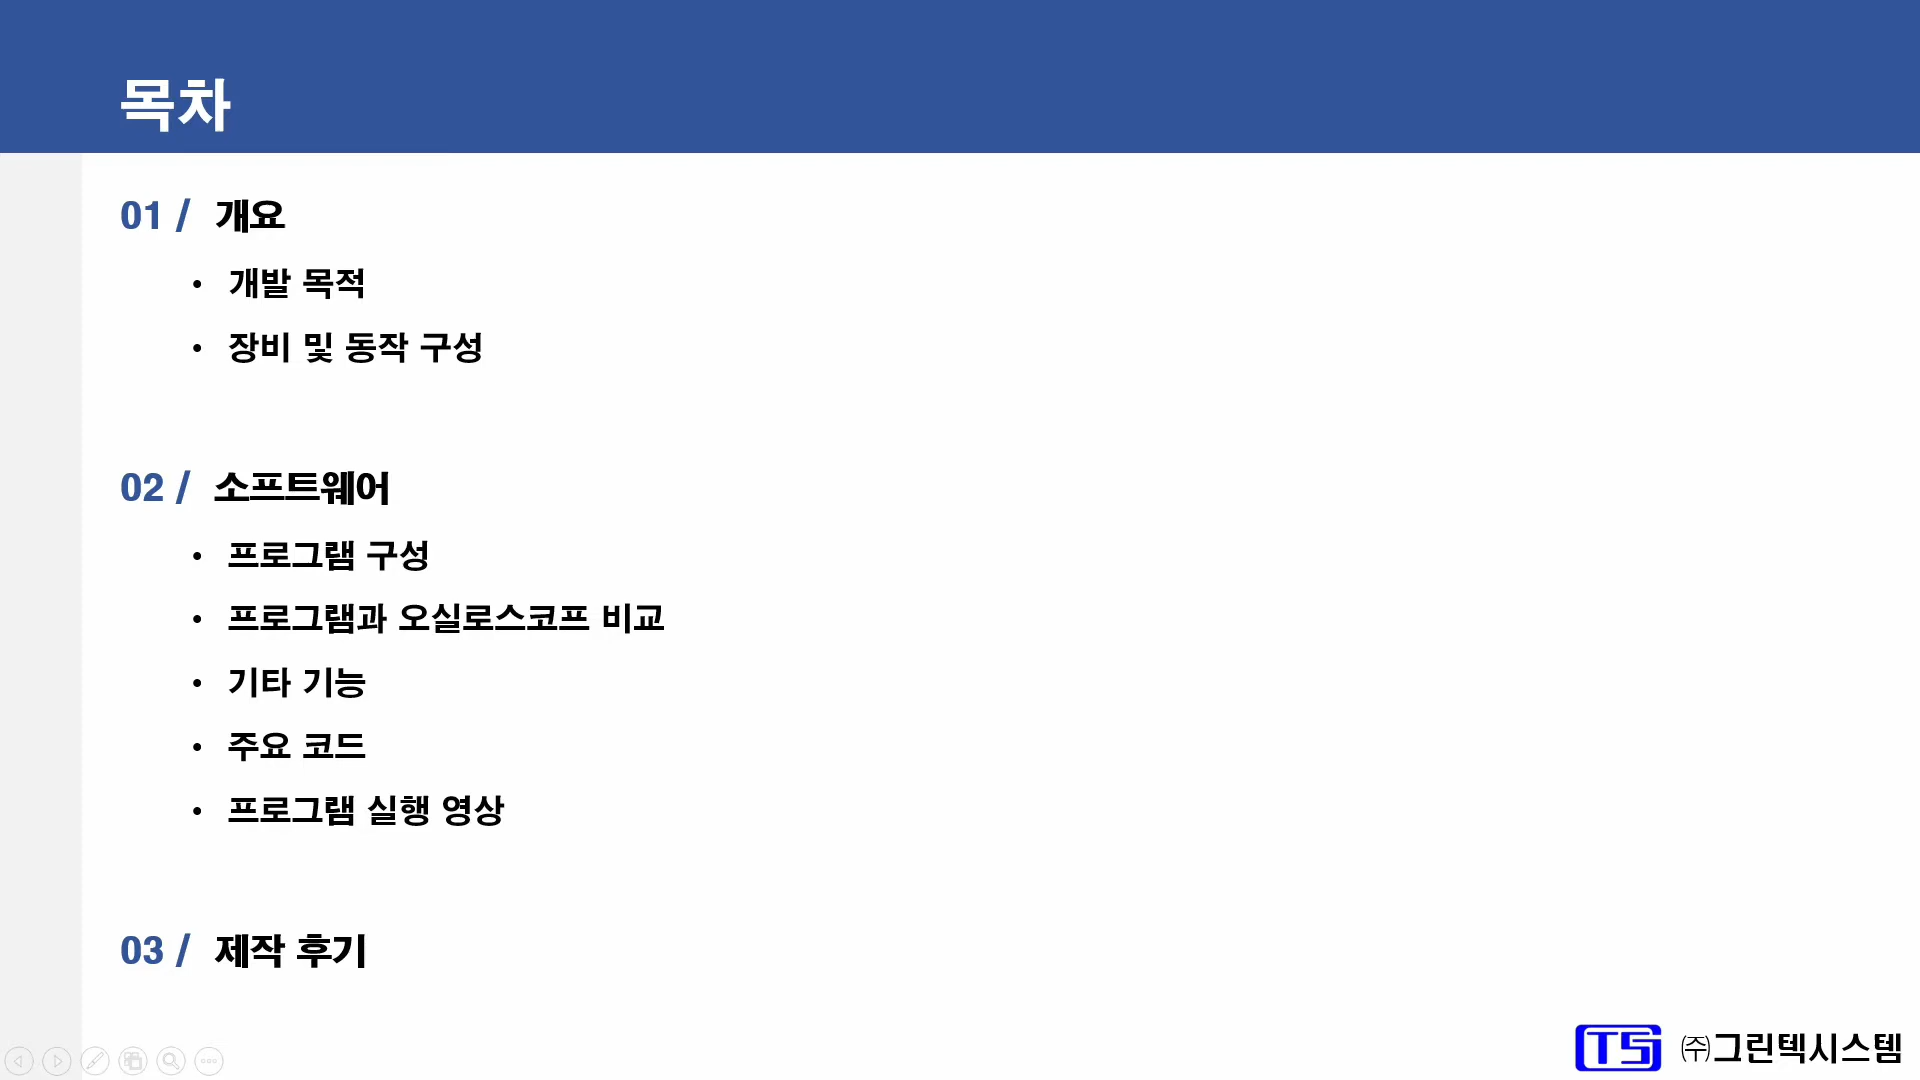 목차
01 / 개요
• 개발 목적
• 장비 및 동작 구성
02 / 소프트웨어
• 프로그램 구성
• 프로그램과 오실로스코프 비교
• 기타 기능
• 주요 코드
• 프로그램 실행 영상
03 / 제작 후기
TS ㈜그린텍시스템